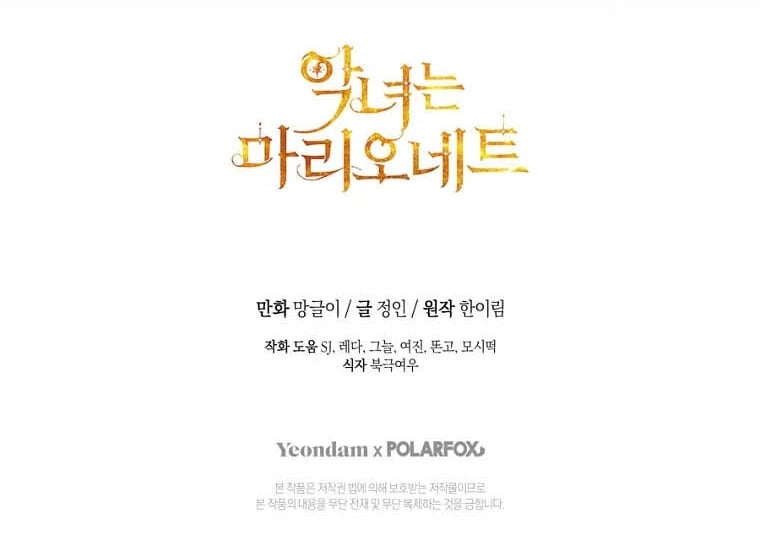 악녀는
마리오네트
만화 망글이 / 글 정인 / 원작 한이림
작화 도움 SJ, 레다, 그늘, 여진, 똔고, 모시떡
식자 북극여우
Yeondam x POLARFOX
본 작품은 저작권 법에 의해 보호받는 저작물이므로
본 작품의 내용을 무단 전재 및 무단 복제하는 것을 금합니다.